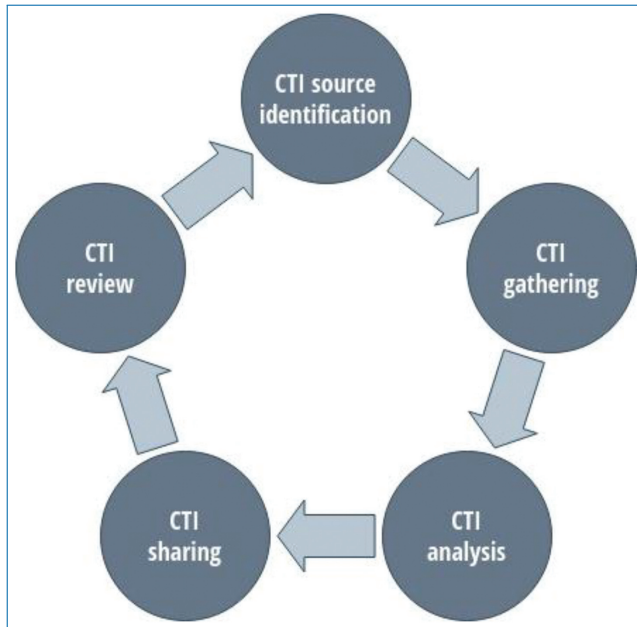 CTI source
identification
CTI
gathering
CTI
analysis
CTI
sharing
CTI
review